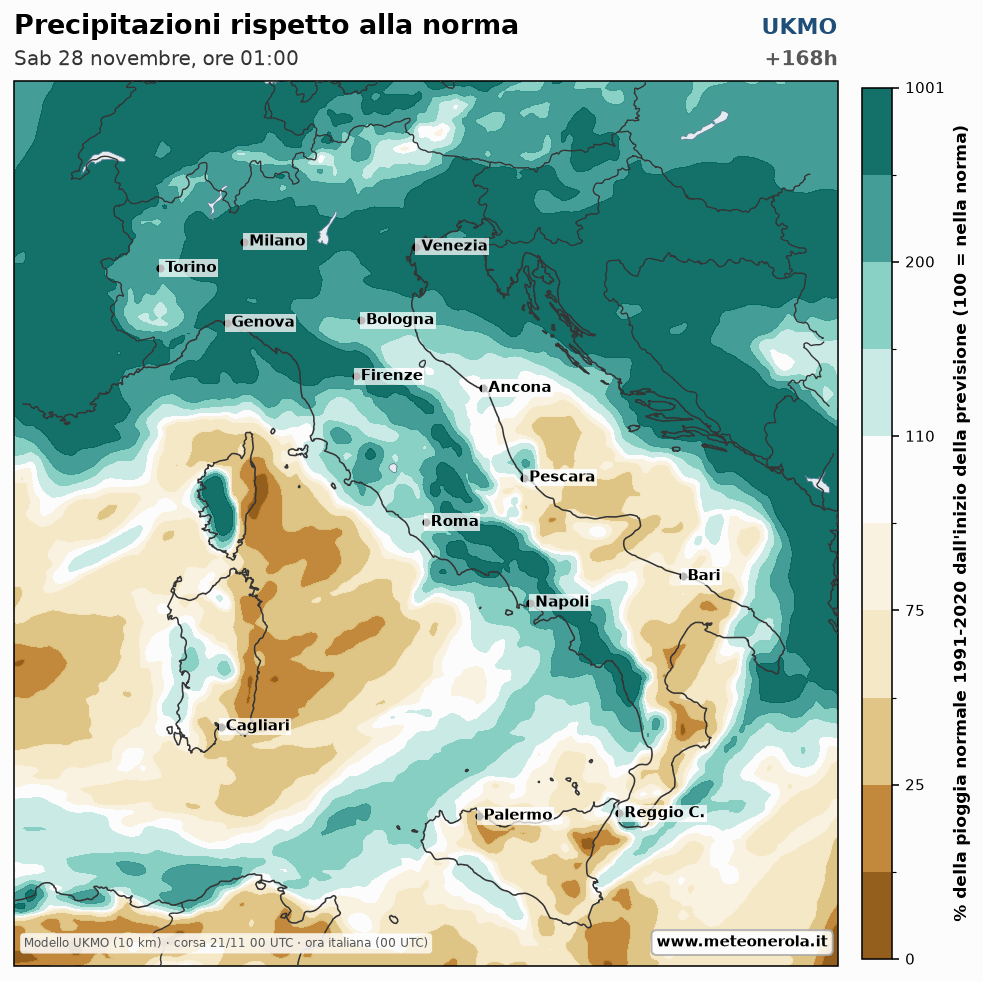 Precipitazioni rispetto alla norma
UKMO
Sab 28 novembre, ore 01:00
+168h
Milano
Venezia
Torino
Genova
Bologna
Firenze
Ancona
Pescara
Roma
Bari
Napoli
Cagliari
Palermo
Reggio C.
Modello UKMO (10 km) · corsa 21/11 00 UTC · ora italiana (00 UTC)
www.meteonerola.it
1001
200
110
75
25
0
% della pioggia normale 1991-2020 dall'inizio della previsione (100 = nella norma)